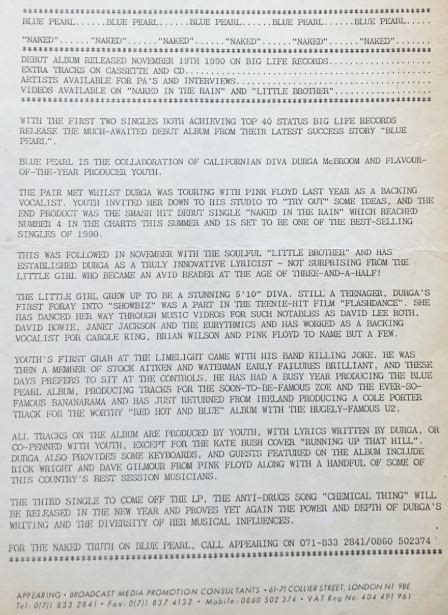 ************************************************************
BLUE PEARL.....BLUE PEARL.....BLUE PEARL.....BLUE PEARL.....BLUE PEARL.....
"NAKED"....."NAKED"....."NAKED"....."NAKED"....."NAKED"....."NAKED".......
************************************************************
DEBUT ALBUM RELEASED NOVEMBER 19TH 1990 ON BIG LIFE RECORDS................
EXTRA TRACKS ON CASSETTE AND CD............................................
ARTISTS AVAILABLE FOR PA'S AND INTERVIEWS..................................
VIDEOS AVAILABLE ON "NAKED IN THE RAIN" AND "LITTLE BROTHER"...............
************************************************************
WITH THE FIRST TWO SINGLES BOTH ACHIEVING TOP 40 STATUS BIG LIFE RECORDS
RELEASE THE MUCH-AWAITED DEBUT ALBUM FROM THEIR LATEST SUCCESS STORY "BLUE
PEARL".
BLUE PEARL IS THE COLLABORATION OF CALIFORNIAN DIVA DURGA McBROOM AND FLAVOUR-
OF-THE-YEAR PRODUCER YOUTH.
THE PAIR MET WHILST DURGA WAS TOURING WITH PINK FLOYD LAST YEAR AS A BACKING
VOCALIST. YOUTH INVITED HER DOWN TO HIS STUDIO TO "TRY OUT" SOME IDEAS, AND THE
END PRODUCT WAS THE SMASH HIT DEBUT SINGLE "NAKED IN THE RAIN" WHICH REACHED
NUMBER 4 IN THE CHARTS THIS SUMMER AND IS SET TO BE ONE OF THE BEST-SELLING
SINGLES OF 1990.
THIS WAS FOLLOWED IN NOVEMBER WITH THE SOULFUL "LITTLE BROTHER" AND HAS
ESTABLISHED DURGA AS A TRULY INNOVATIVE LYRICIST - NOT SURPRISING FROM THE
LITTLE GIRL WHO BECAME AN AVID READER AT THE AGE OF THREE-AND-A-HALF!
THE LITTLE GIRL GREW UP TO BE A STUNNING 5'10" DIVA. STILL A TEENAGER, DURGA'S
FIRST FORAY INTO "SHOWBIZ" WAS A PART IN THE TEENIE-HIT FILM "FLASHDANCE". SHE
HAS DANCED HER WAY THROUGH MUSIC VIDEOS FOR SUCH NOTABLES AS DAVID LEE ROTH,
DAVID BOWIE, JANET JACKSON AND THE EURYTHMICS AND HAS WORKED AS A BACKING
VOCALIST FOR CAROLE KING, BRIAN WILSON AND PINK FLOYD TO NAME BUT A FEW.
YOUTH'S FIRST GRAB AT THE LIMELIGHT CAME WITH HIS BAND KILLING JOKE. HE WAS
THEN A MEMBER OF STOCK AITKEN AND WATERMAN EARLY FAILURES BRILLIANT, AND THESE
DAYS PREFERS TO SIT AT THE CONTROLS. HE HAS HAD A BUSY YEAR PRODUCING THE BLUE
PEARL ALBUM, PRODUCING TRACKS FOR THE SOON-TO-BE-FAMOUS ZOE AND THE EVER-SO-
FAMOUS BANANARAMA AND HAS JUST RETURNED FROM IRELAND PRODUCING A COLE PORTER
TRACK FOR THE WORTHY "RED HOT AND BLUE" ALBUM WITH THE HUGELY-FAMOUS U2.
ALL TRACKS ON THE ALBUM ARE PRODUCED BY YOUTH, WITH LYRICS WRITTEN BY DURGA, OR
CO-PENNED WITH YOUTH, EXCEPT FOR THE KATE BUSH COVER "RUNNING UP THAT HILL".
DURGA ALSO PROVIDES SOME KEYBOARDS, AND GUESTS FEATURED ON THE ALBUM INCLUDE
RICK WRIGHT AND DAVE GILMOUR FROM PINK FLOYD ALONG WITH A HANDFUL OF SOME OF
THIS COUNTRY'S BEST SESSION MUSICIANS.
THE THIRD SINGLE TO COME OFF THE LP, THE ANTI-DRUGS SONG "CHEMICAL THING" WILL
BE RELEASED IN THE NEW YEAR AND PROVES YET AGAIN THE POWER AND DEPTH OF DURGA'S
WRITING AND THE DIVERSITY OF HER MUSICAL INFLUENCES.
FOR THE NAKED TRUTH ON BLUE PEARL, CALL APPEARING ON 071-833 2841/0860 502374
************************************************************
APPEARING • BROADCAST MEDIA PROMOTION CONSULTANTS • 61-71 COLLIER STREET, LONDON N1 9BE
Tel: 0(7)1 833 2841 • Fax: 0(7)1 837 4132 • Mobile: 0860 502 374 • VAT Reg No: 404 491 961